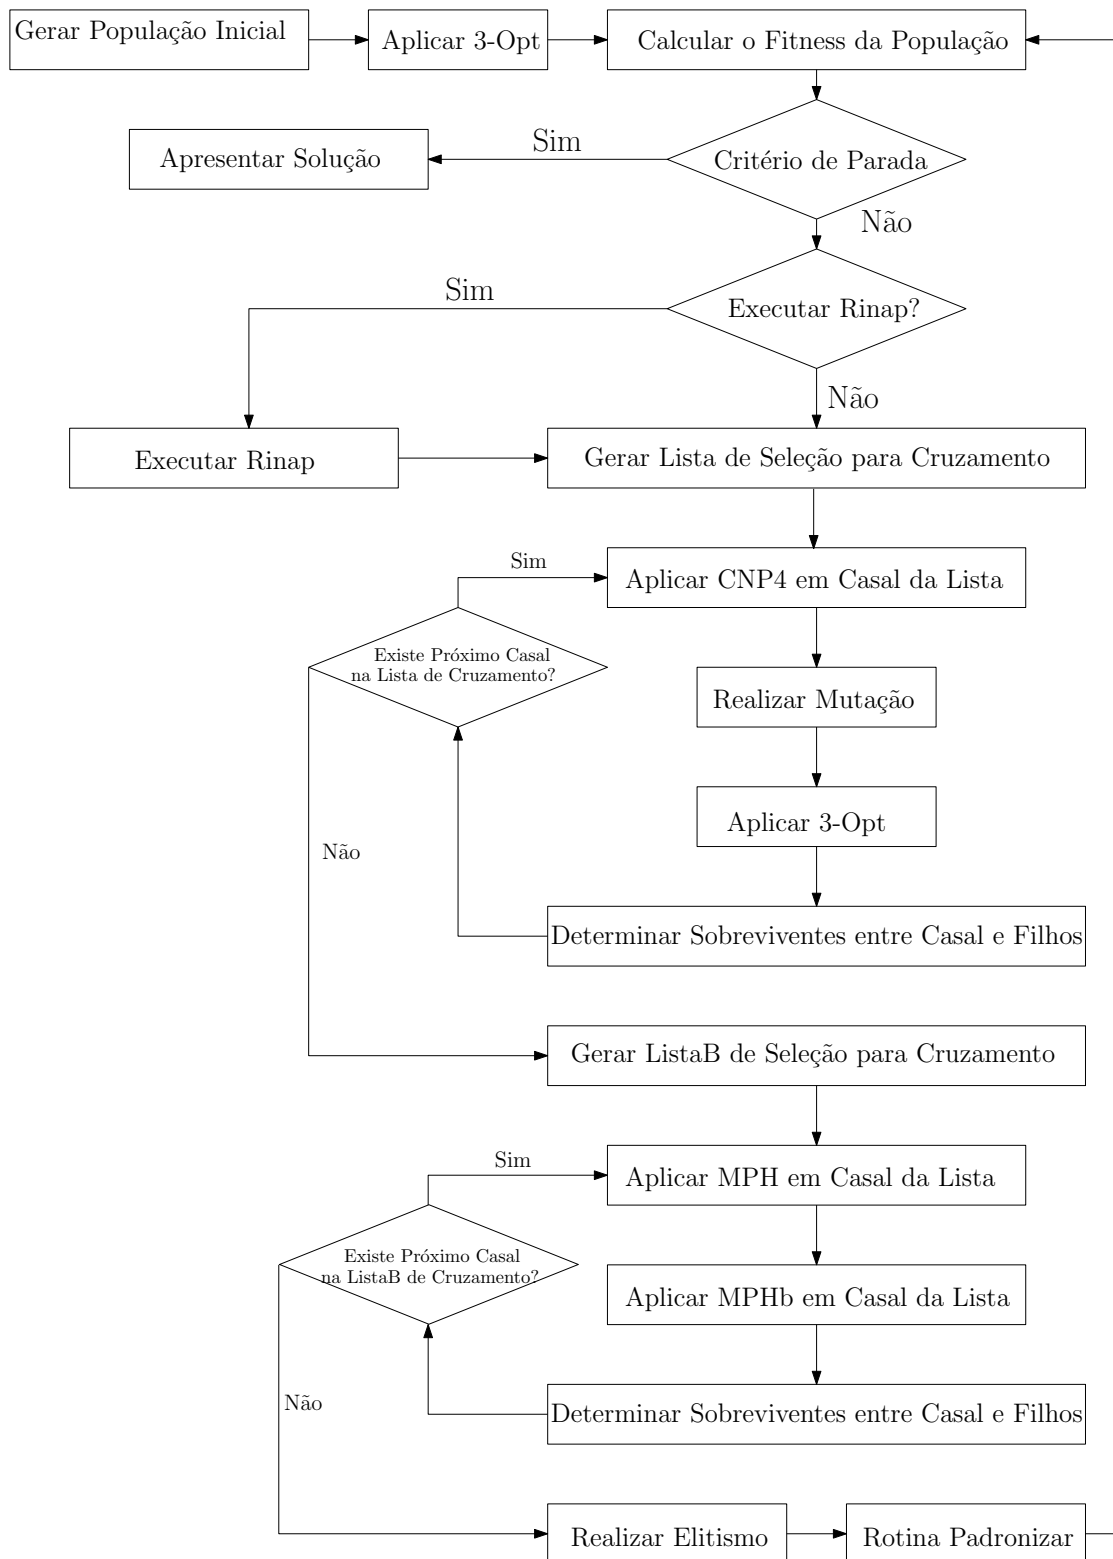 Gerar População Inicial
Aplicar 3-Opt
Calcular o Fitness da População
Sim
Apresentar Solução
Critério de Parada
Não
Sim
Executar Rinap?
Não
Executar Rinap
Gerar Lista de Seleção para Cruzamento
Sim
Aplicar CNP4 em Casal da Lista
Existe Próximo Casal
na Lista de Cruzamento?
Realizar Mutação
Aplicar 3-Opt
Não
Determinar Sobreviventes entre Casal e Filhos
Gerar ListaB de Seleção para Cruzamento
Sim
Aplicar MPH em Casal da Lista
Existe Próximo Casal
na ListaB de Cruzamento?
Aplicar MPHb em Casal da Lista
Não
Determinar Sobreviventes entre Casal e Filhos
Realizar Elitismo
Rotina Padronizar